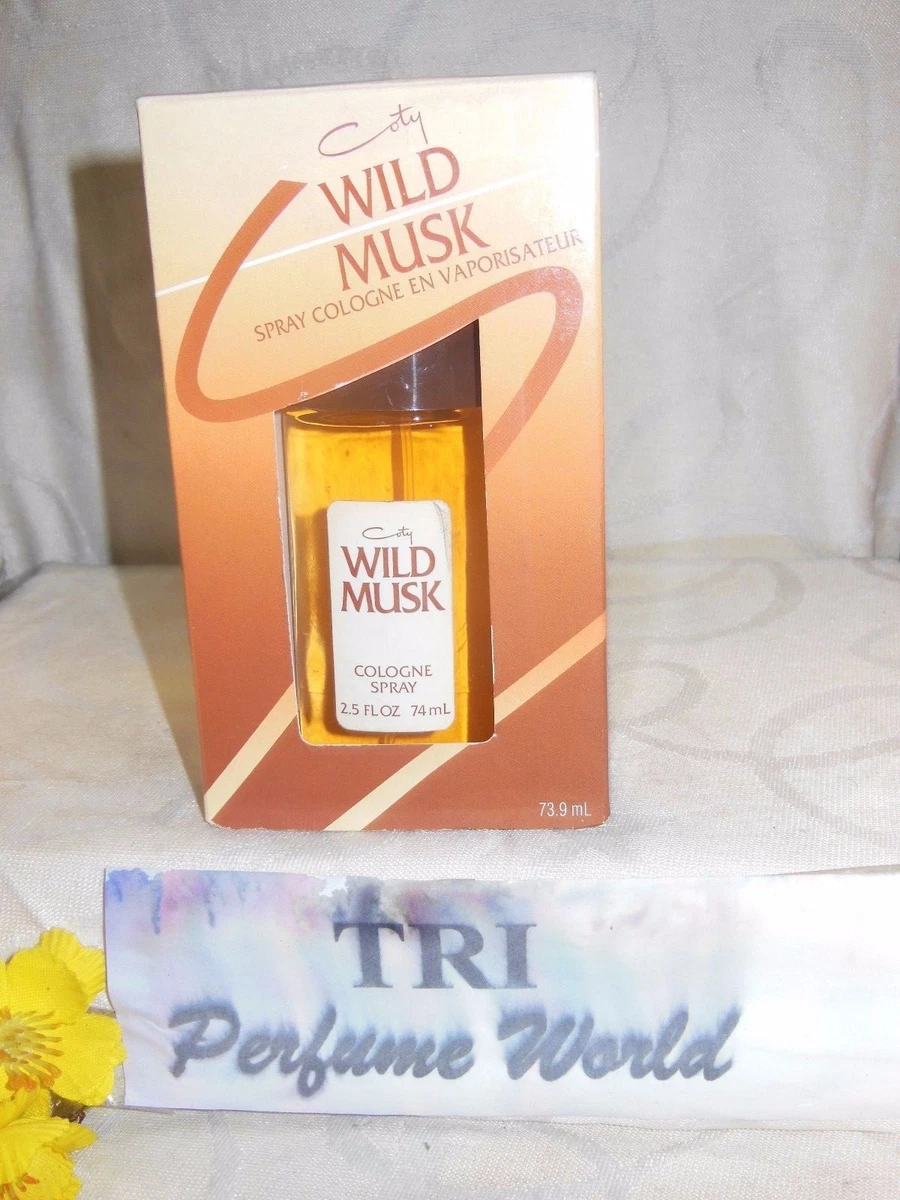 Coty
WILD
MUSK
SPRAY COLOGNE EN VAPORISATEUR
Coty
WILD
MUSK
COLOGNE
SPRAY
2.5 FL OZ 74 mL
73.9 mL
TRI
Perfume World